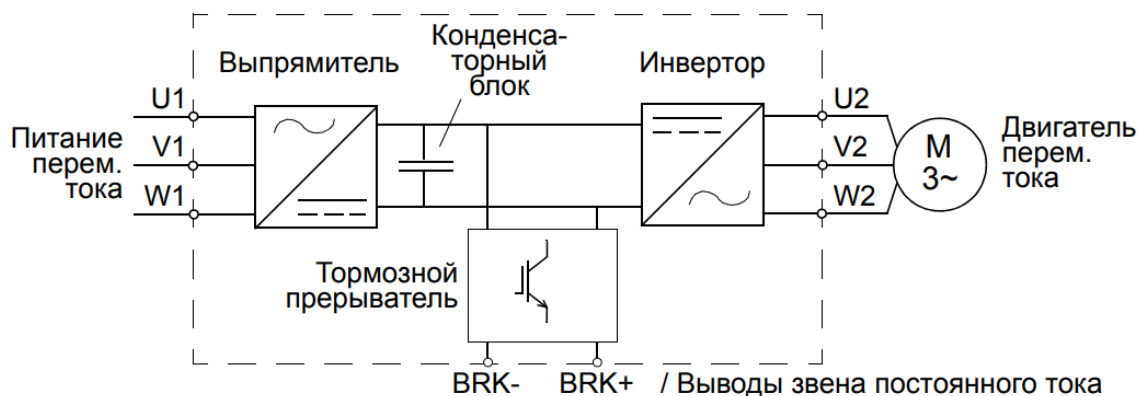 Конденса-
торный
блок
Выпрямитель
Инвертор
U1
V1
W1
Питание
перем.
тока
U2
V2
W2
M
3~
Двигатель
перем.
тока
Тормозной
прерыватель
BRK- BRK+ / Выводы звена постоянного тока